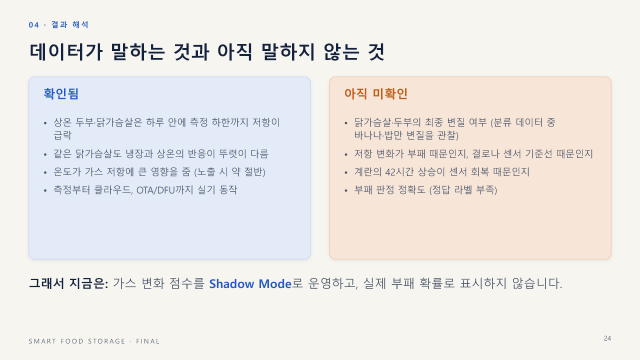 04 · 결과 해석
데이터가 말하는 것과 아직 말하지 않는 것
확인됨
• 상온 두부·닭가슴살은 하루 안에 측정 하한까지 저항이
급락
• 같은 닭가슴살도 냉장과 상온의 반응이 뚜렷이 다름
• 온도가 가스 저항에 큰 영향을 줌 (노출 시 약 절반)
• 측정부터 클라우드, OTA/DFU까지 실기 동작
아직 미확인
• 닭가슴살·두부의 최종 변질 여부 (분류 데이터 중
바나나·밥만 변질을 관찰)
• 저항 변화가 부패 때문인지, 결로나 센서 기준선 때문인지
• 계란의 42시간 상승이 센서 회복 때문인지
• 부패 판정 정확도 (정답 라벨 부족)
그래서 지금은: 가스 변화 점수를 Shadow Mode로 운영하고, 실제 부패 확률로 표시하지 않습니다.
SMART FOOD STORAGE · FINAL
24